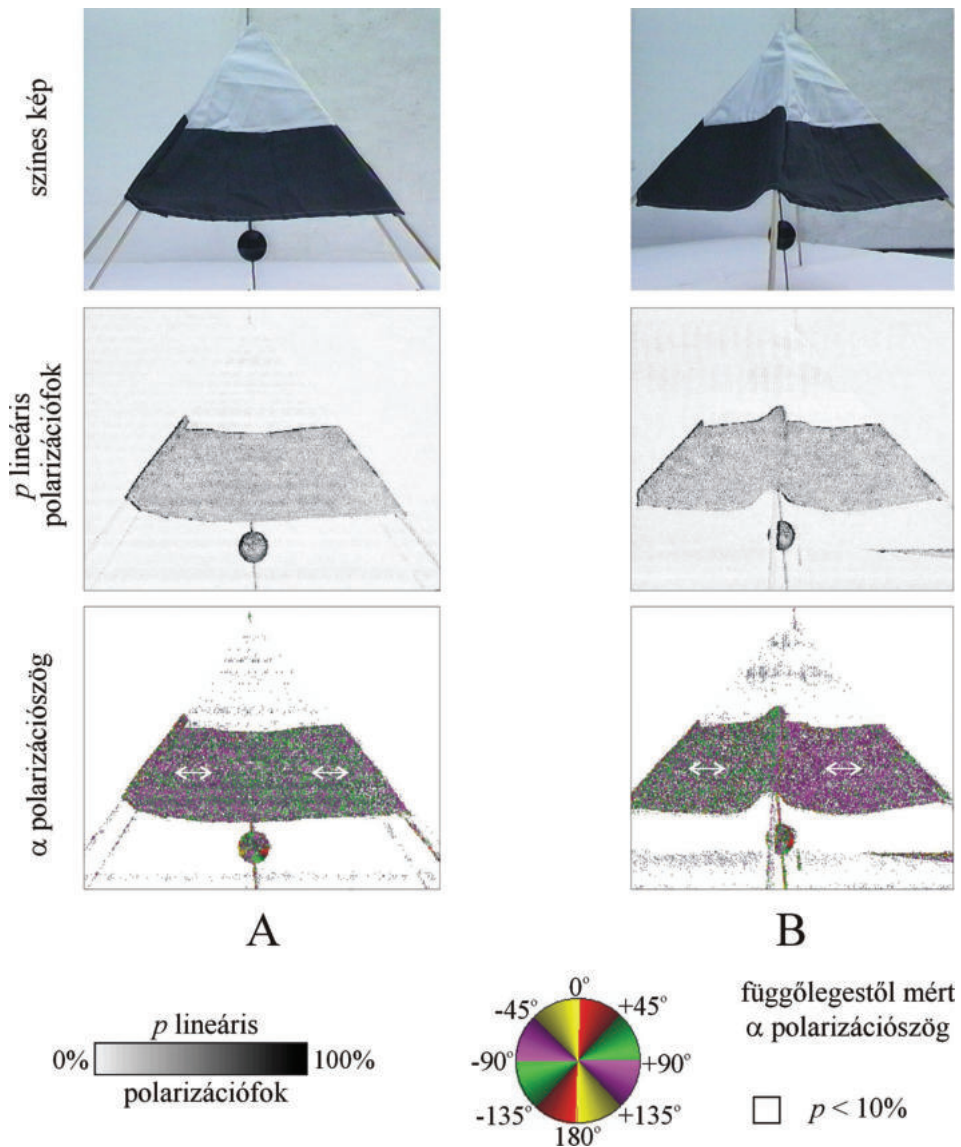 színes kép
p lineáris
polarizációfok
α polarizációszög
A
B
p lineáris
0%
100%
polarizációfok
0°
-45°
+45°
-90°
+90°
-135°
+135°
180°
függőlegestől mért
α polarizációszög
p < 10%